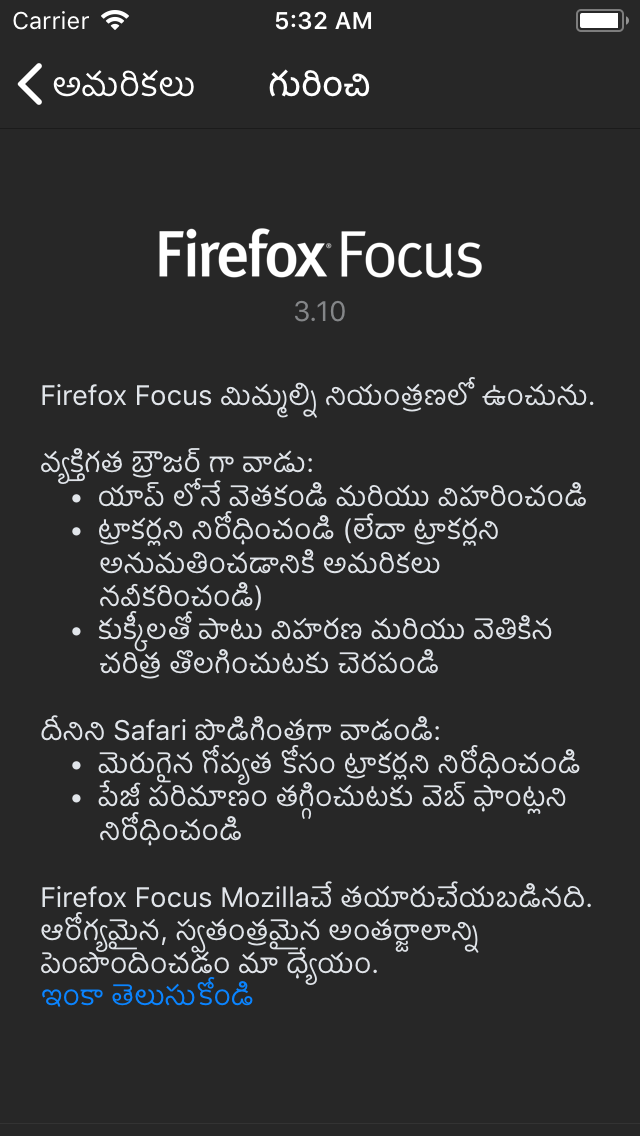 Carrier 5:32 AM
అమరికలు గురించి
Firefox Focus
3.10
Firefox Focus మిమ్మల్ని నియంత్రణలో ఉంచును.
వ్యక్తిగత బ్రౌజర్ గా వాడు:
• యాప్ లోనే వెతకండి మరియు విహరించండి
• ట్రాకర్లని నిరోధించండి (లేదా ట్రాకర్లని
అనుమతించడానికి అమరికలు
నవీకరించండి)
• కుక్కీలతో పాటు విహరణ మరియు వెతికిన
చరిత్ర తొలగించుటకు చెరపండి
దీనిని Safari పొడిగింతగా వాడండి:
• మెరుగైన గోప్యత కోసం ట్రాకర్లని నిరోధించండి
• పేజీ పరిమాణం తగ్గించుటకు వెబ్ ఫాంట్లని
నిరోధించండి
Firefox Focus Mozillaచే తయారుచేయబడినది.
ఆరోగ్యమైన, స్వతంత్రమైన అంతర్జాలాన్ని
పెంపొందించడం మా ధ్యేయం.
ఇంకా తెలుసుకోండి